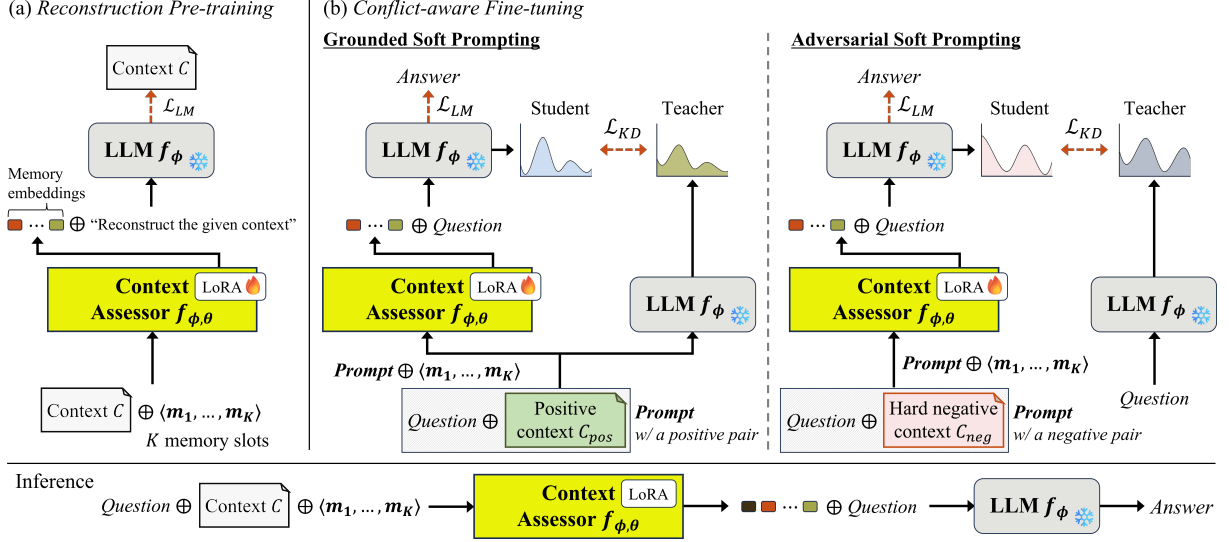 (a) Reconstruction Pre-training
Context C
ℒ_LM
LLM f_ϕ
Memory
embeddings
... ⊕ “Reconstruct the given context”
Context
LoRA
Assessor f_ϕ,θ
Context C ⊕ ⟨m_1, ..., m_K⟩
K memory slots
(b) Conflict-aware Fine-tuning
Grounded Soft Prompting
Answer
ℒ_LM
Student
Teacher
ℒ_KD
LLM f_ϕ
... ⊕ Question
Context
LoRA
Assessor f_ϕ,θ
LLM f_ϕ
Prompt ⊕ ⟨m_1, ..., m_K⟩
Question ⊕
Positive
context C_pos
Prompt
w/ a positive pair
Adversarial Soft Prompting
Answer
ℒ_LM
Student
Teacher
ℒ_KD
LLM f_ϕ
... ⊕ Question
Context
LoRA
Assessor f_ϕ,θ
LLM f_ϕ
Prompt ⊕ ⟨m_1, ..., m_K⟩
Question
Question ⊕
Hard negative
context C_neg
Prompt
w/ a negative pair
Inference
Question ⊕ Context C ⊕ ⟨m_1, ..., m_K⟩
Context
LoRA
Assessor f_ϕ,θ
... ⊕ Question
LLM f_ϕ
Answer